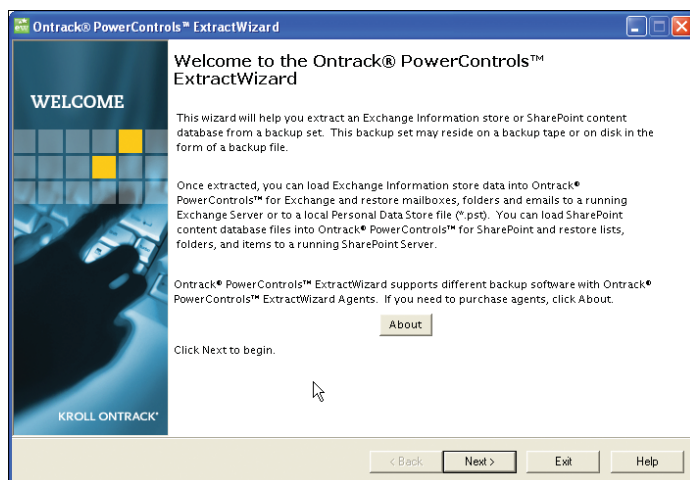 Ontrack® PowerControls™ ExtractWizard
WELCOME
KROLL ONTRACK®
Welcome to the Ontrack® PowerControls™
ExtractWizard
This wizard will help you extract an Exchange Information store or SharePoint content
database from a backup set. This backup set may reside on a backup tape or on disk in the
form of a backup file.
Once extracted, you can load Exchange Information store data into Ontrack®
PowerControls™ for Exchange and restore mailboxes, folders and emails to a running
Exchange Server or to a local Personal Data Store file (*.pst). You can load SharePoint
content database files into Ontrack® PowerControls™ for SharePoint and restore lists,
folders, and items to a running SharePoint Server.
Ontrack® PowerControls™ ExtractWizard supports different backup software with Ontrack®
PowerControls™ ExtractWizard Agents. If you need to purchase agents, click About.
About
Click Next to begin.
< Back
Next >
Exit
Help